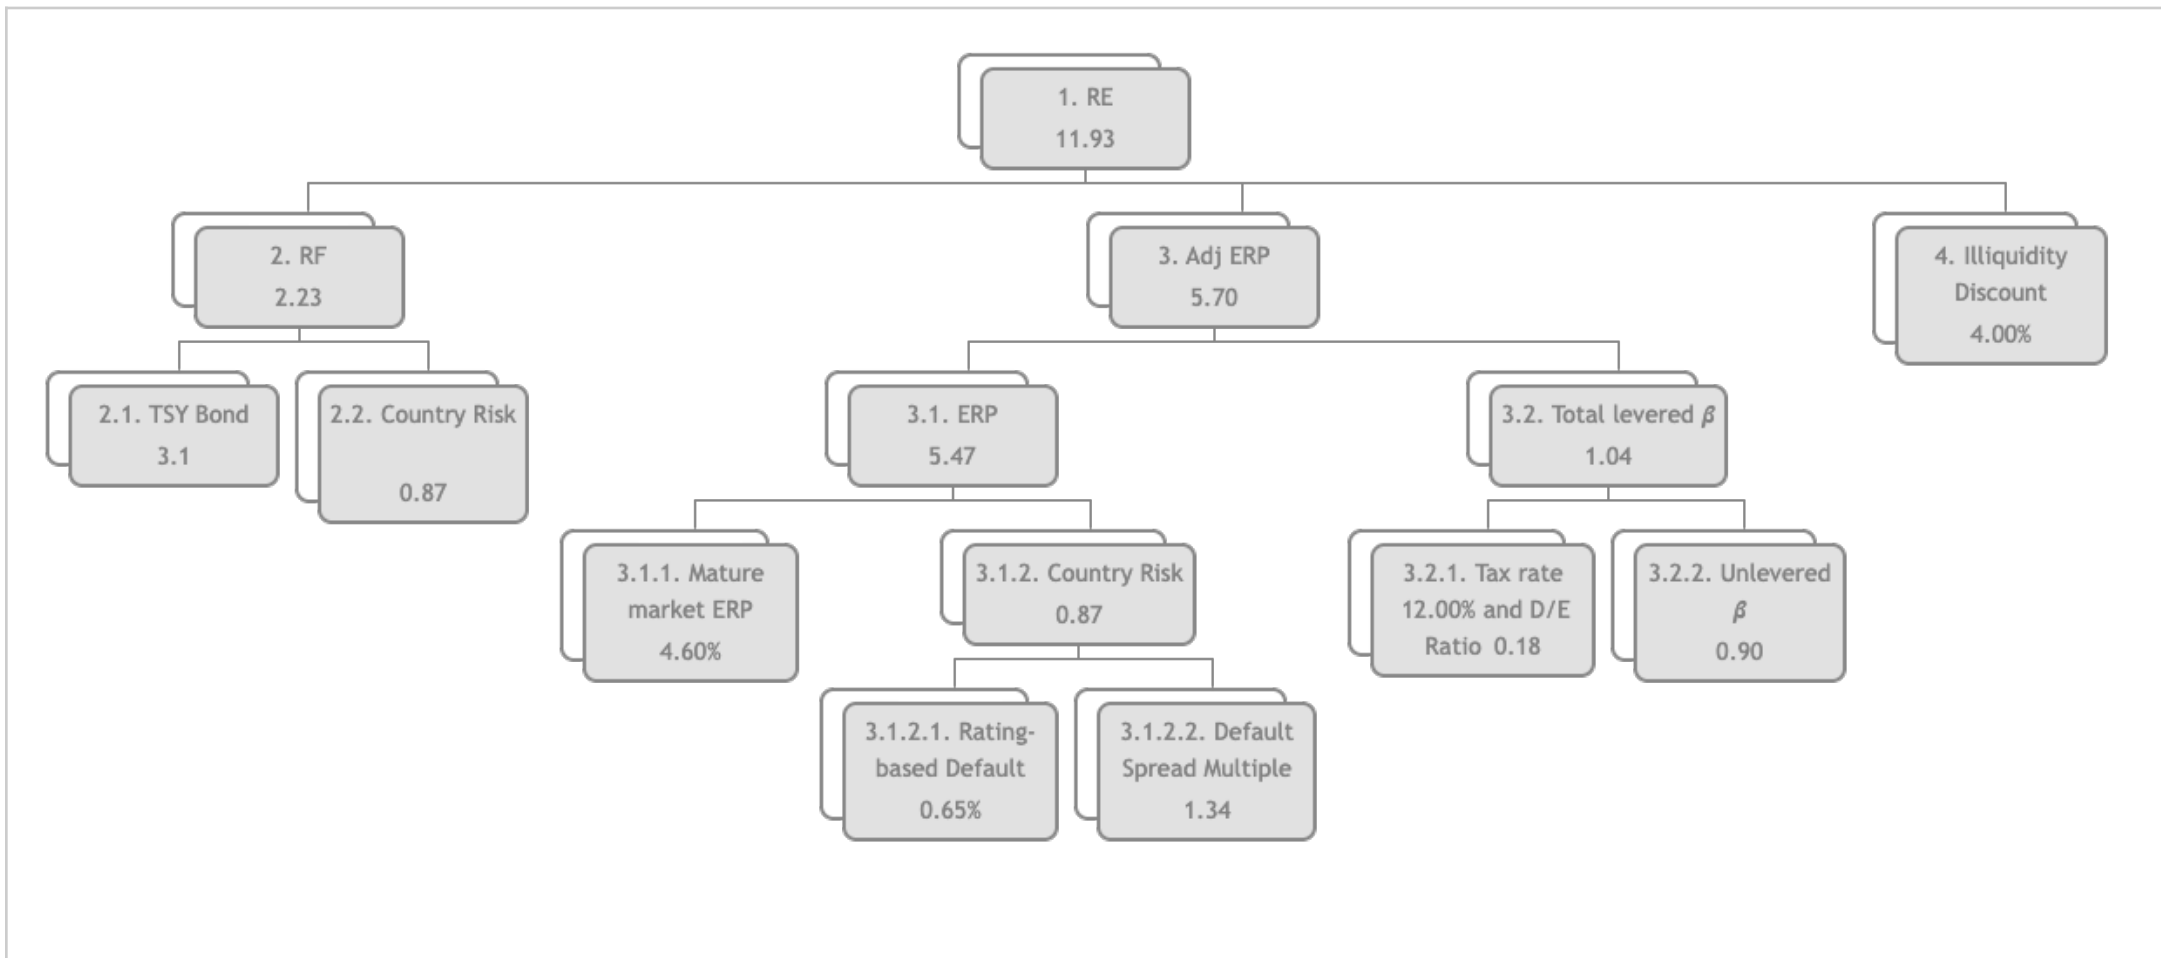 1. RE
11.93
2. RF
2.23
3. Adj ERP
5.70
4. Illiquidity
Discount
4.00%
2.1. TSY Bond
3.1
2.2. Country Risk
0.87
3.1. ERP
5.47
3.2. Total levered β
1.04
3.1.1. Mature
market ERP
4.60%
3.1.2. Country Risk
0.87
3.2.1. Tax rate
12.00% and D/E
Ratio 0.18
3.2.2. Unlevered
β
0.90
3.1.2.1. Rating-
based Default
0.65%
3.1.2.2. Default
Spread Multiple
1.34